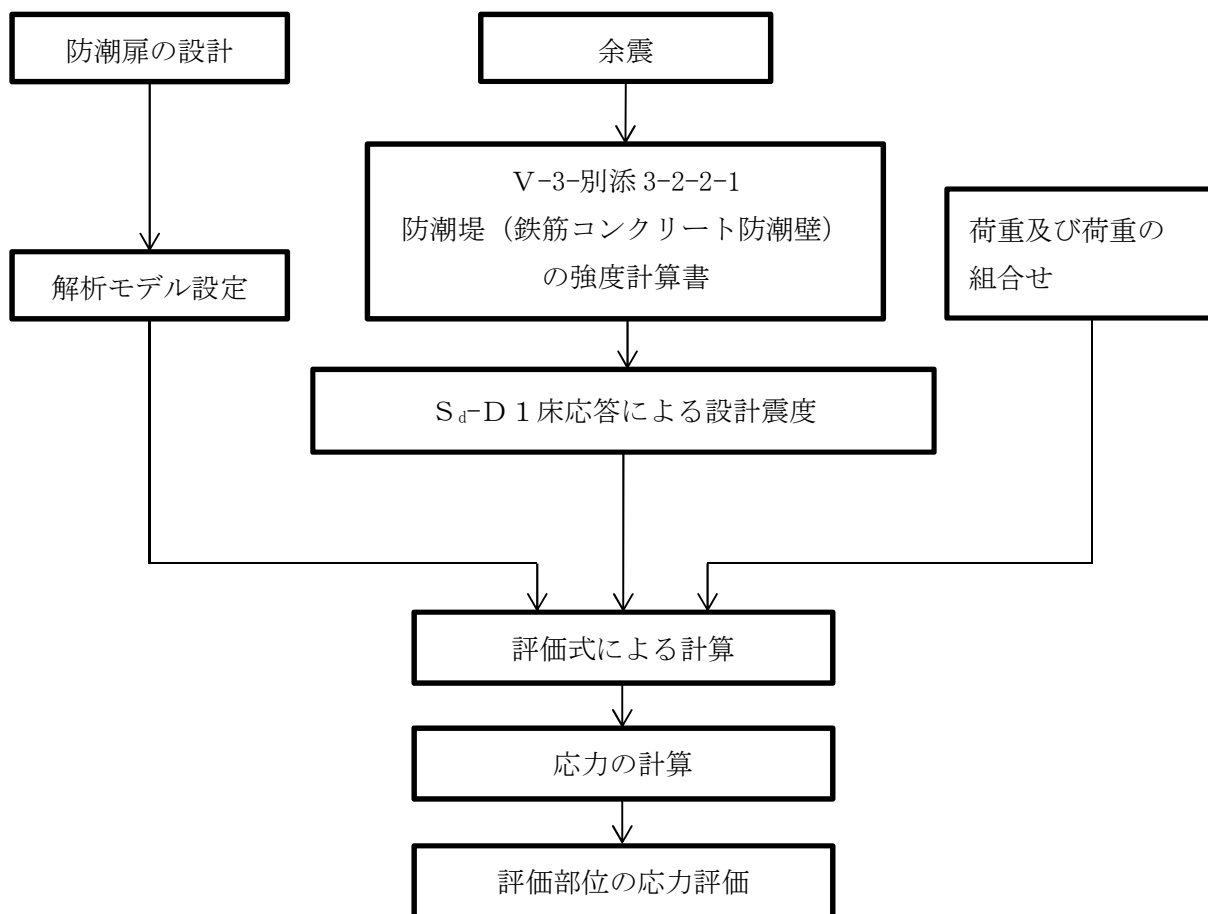 防潮扉の設計
余震
Ⅴ-3-別添 3-2-2-1
防潮堤（鉄筋コンクリート防潮壁）
の強度計算書
荷重及び荷重の
組合せ
解析モデル設定
Ｓd-Ｄ１床応答による設計震度
評価式による計算
応力の計算
評価部位の応力評価